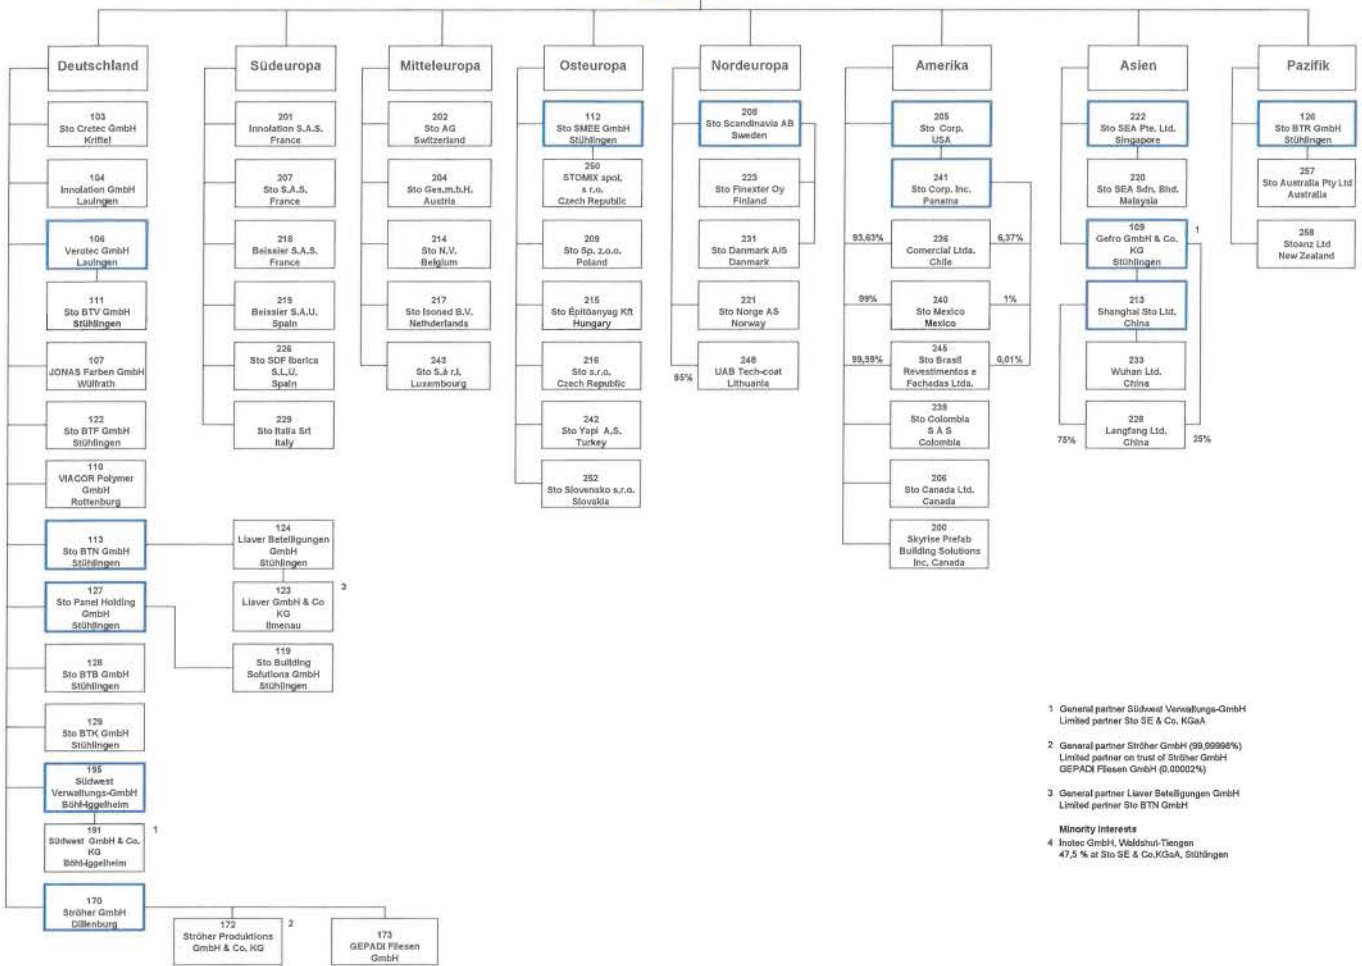 Deutschland
103
Sto Cretec GmbH
Kriftel
104
Innolation GmbH
Lauingen
106
Verotec GmbH
Lauingen
111
Sto BTV GmbH
Stühlingen
107
JONAS Farben GmbH
Wülfrath
122
Sto BTF GmbH
Stühlingen
110
VIACOR Polymer
GmbH
Rottenburg
113
Sto BTN GmbH
Stühlingen
124
Liaver Beteiligungen
GmbH
Stühlingen
123
Liaver GmbH & Co
KG
Ilmenau
3
127
Sto Panel Holding
GmbH
Stühlingen
119
Sto Building
Solutions GmbH
Stühlingen
128
Sto BTB GmbH
Stühlingen
129
Sto BTK GmbH
Stühlingen
195
Südwest
Verwaltungs-GmbH
Böhl-Iggelheim
191
Südwest GmbH & Co.
KG
Böhl-Iggelheim
1
170
Ströher GmbH
Dillenburg
172
Ströher Produktions
GmbH & Co. KG
2
173
GEPADI Fliesen
GmbH
Südeuropa
201
Innolation S.A.S.
France
207
Sto S.A.S.
France
218
Beissier S.A.S.
France
219
Beissier S.A.U.
Spain
226
Sto SDF Iberica
S.L.U.
Spain
229
Sto Italia Srl
Italy
Mitteleuropa
202
Sto AG
Switzerland
204
Sto Ges.m.b.H.
Austria
214
Sto N.V.
Belgium
217
Sto Isoned B.V.
Nethderlands
243
Sto S.à r.l.
Luxembourg
Osteuropa
112
Sto SMEE GmbH
Stühlingen
250
STOMIX spol.
s r.o.
Czech Republic
209
Sto Sp. z.o.o.
Poland
215
Sto Épitöanyag Kft
Hungary
216
Sto s.r.o.
Czech Republic
242
Sto Yapi A.S.
Turkey
252
Sto Slovensko s.r.o.
Slovakia
Nordeuropa
208
Sto Scandinavia AB
Sweden
223
Sto Finexter Oy
Finland
231
Sto Danmark A/S
Danmark
221
Sto Norge AS
Norway
248
UAB Tech-coat
Lithuania
95%
Amerika
205
Sto Corp.
USA
241
Sto Corp. Inc.
Panama
93,63%
236
Comercial Ltda.
Chile
6,37%
99%
240
Sto Mexico
Mexico
1%
99,99%
245
Sto Brasil
Revestimentos e
Fachadas Ltda.
0,01%
239
Sto Colombia
S A S
Colombia
206
Sto Canada Ltd.
Canada
200
Skyrise Prefab
Building Solutions
Inc, Canada
Asien
222
Sto SEA Pte. Ltd.
Singapore
220
Sto SEA Sdn. Bhd.
Malaysia
109
Gefro GmbH & Co.
KG
Stühlingen
1
213
Shanghai Sto Ltd.
China
233
Wuhan Ltd.
China
228
Langfang Ltd.
China
75%
25%
Pazifik
126
Sto BTR GmbH
Stühlingen
257
Sto Australia Pty Ltd
Australia
258
Stoanz Ltd
New Zealand
1 General partner Südwest Verwaltungs-GmbH
Limited partner Sto SE & Co. KGaA
2 General partner Ströher GmbH (99,99998%)
Limited partner on trust of Ströher GmbH
GEPADI Fliesen GmbH (0,00002%)
3 General partner Liaver Beteiligungen GmbH
Limited partner Sto BTN GmbH
Minority interests
4 Inotec GmbH, Waldshut-Tiengen
47,5 % at Sto SE & Co.KGaA, Stühlingen